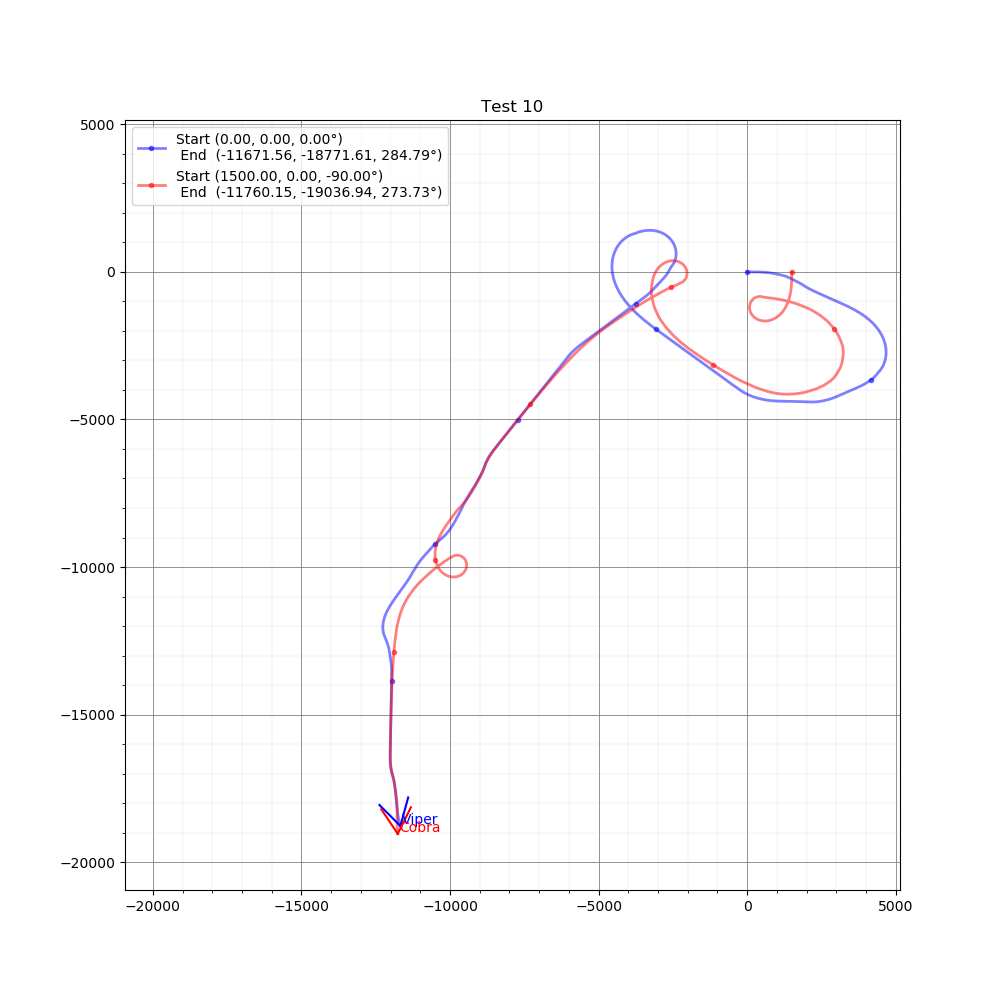 Test 10
Start (0.00, 0.00, 0.00°)
End (-11671.56, -18771.61, 284.79°)
Start (1500.00, 0.00, -90.00°)
End (-11760.15, -19036.94, 273.73°)
5000
0
−5000
−10000
−15000
−20000
Viper
Cobra
−20000 −15000 −10000 −5000 0 5000